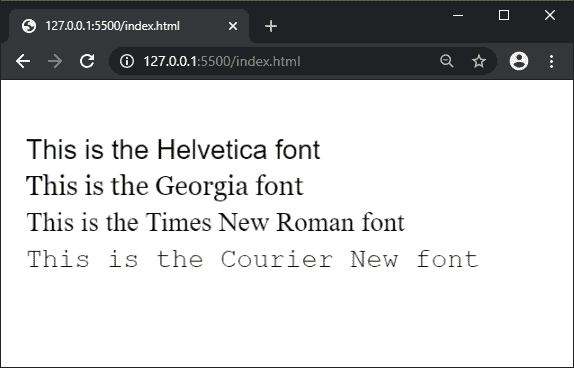 127.0.0.1:5500/index.html
127.0.0.1:5500/index.html
This is the Helvetica font
This is the Georgia font
This is the Times New Roman font
This is the Courier New font